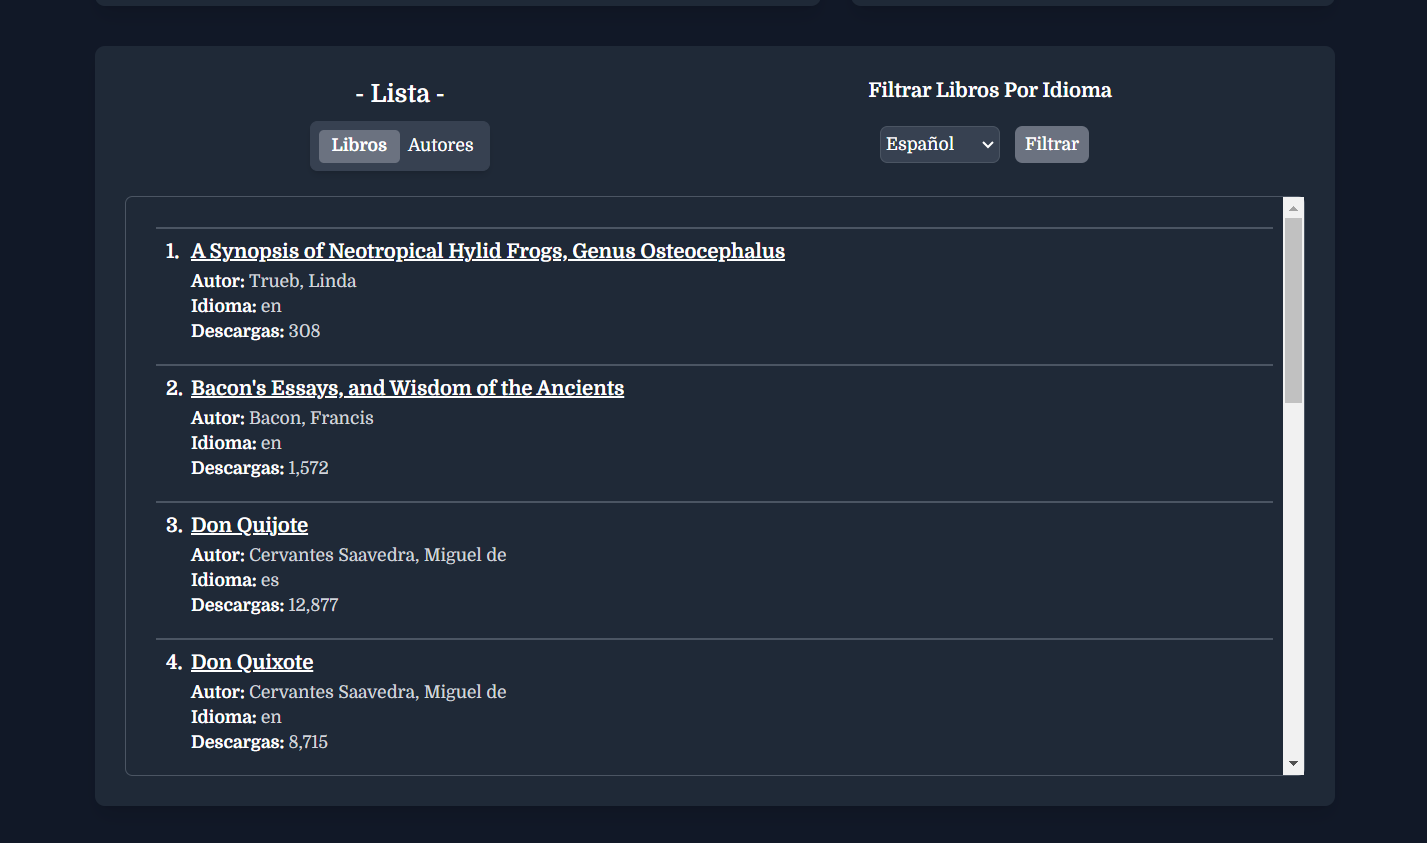 - Lista -
Libros Autores
Filtrar Libros Por Idioma
Español Filtrar
1. A Synopsis of Neotropical Hylid Frogs, Genus Osteocephalus
Autor: Trueb, Linda
Idioma: en
Descargas: 308
2. Bacon's Essays, and Wisdom of the Ancients
Autor: Bacon, Francis
Idioma: en
Descargas: 1,572
3. Don Quijote
Autor: Cervantes Saavedra, Miguel de
Idioma: es
Descargas: 12,877
4. Don Quixote
Autor: Cervantes Saavedra, Miguel de
Idioma: en
Descargas: 8,715